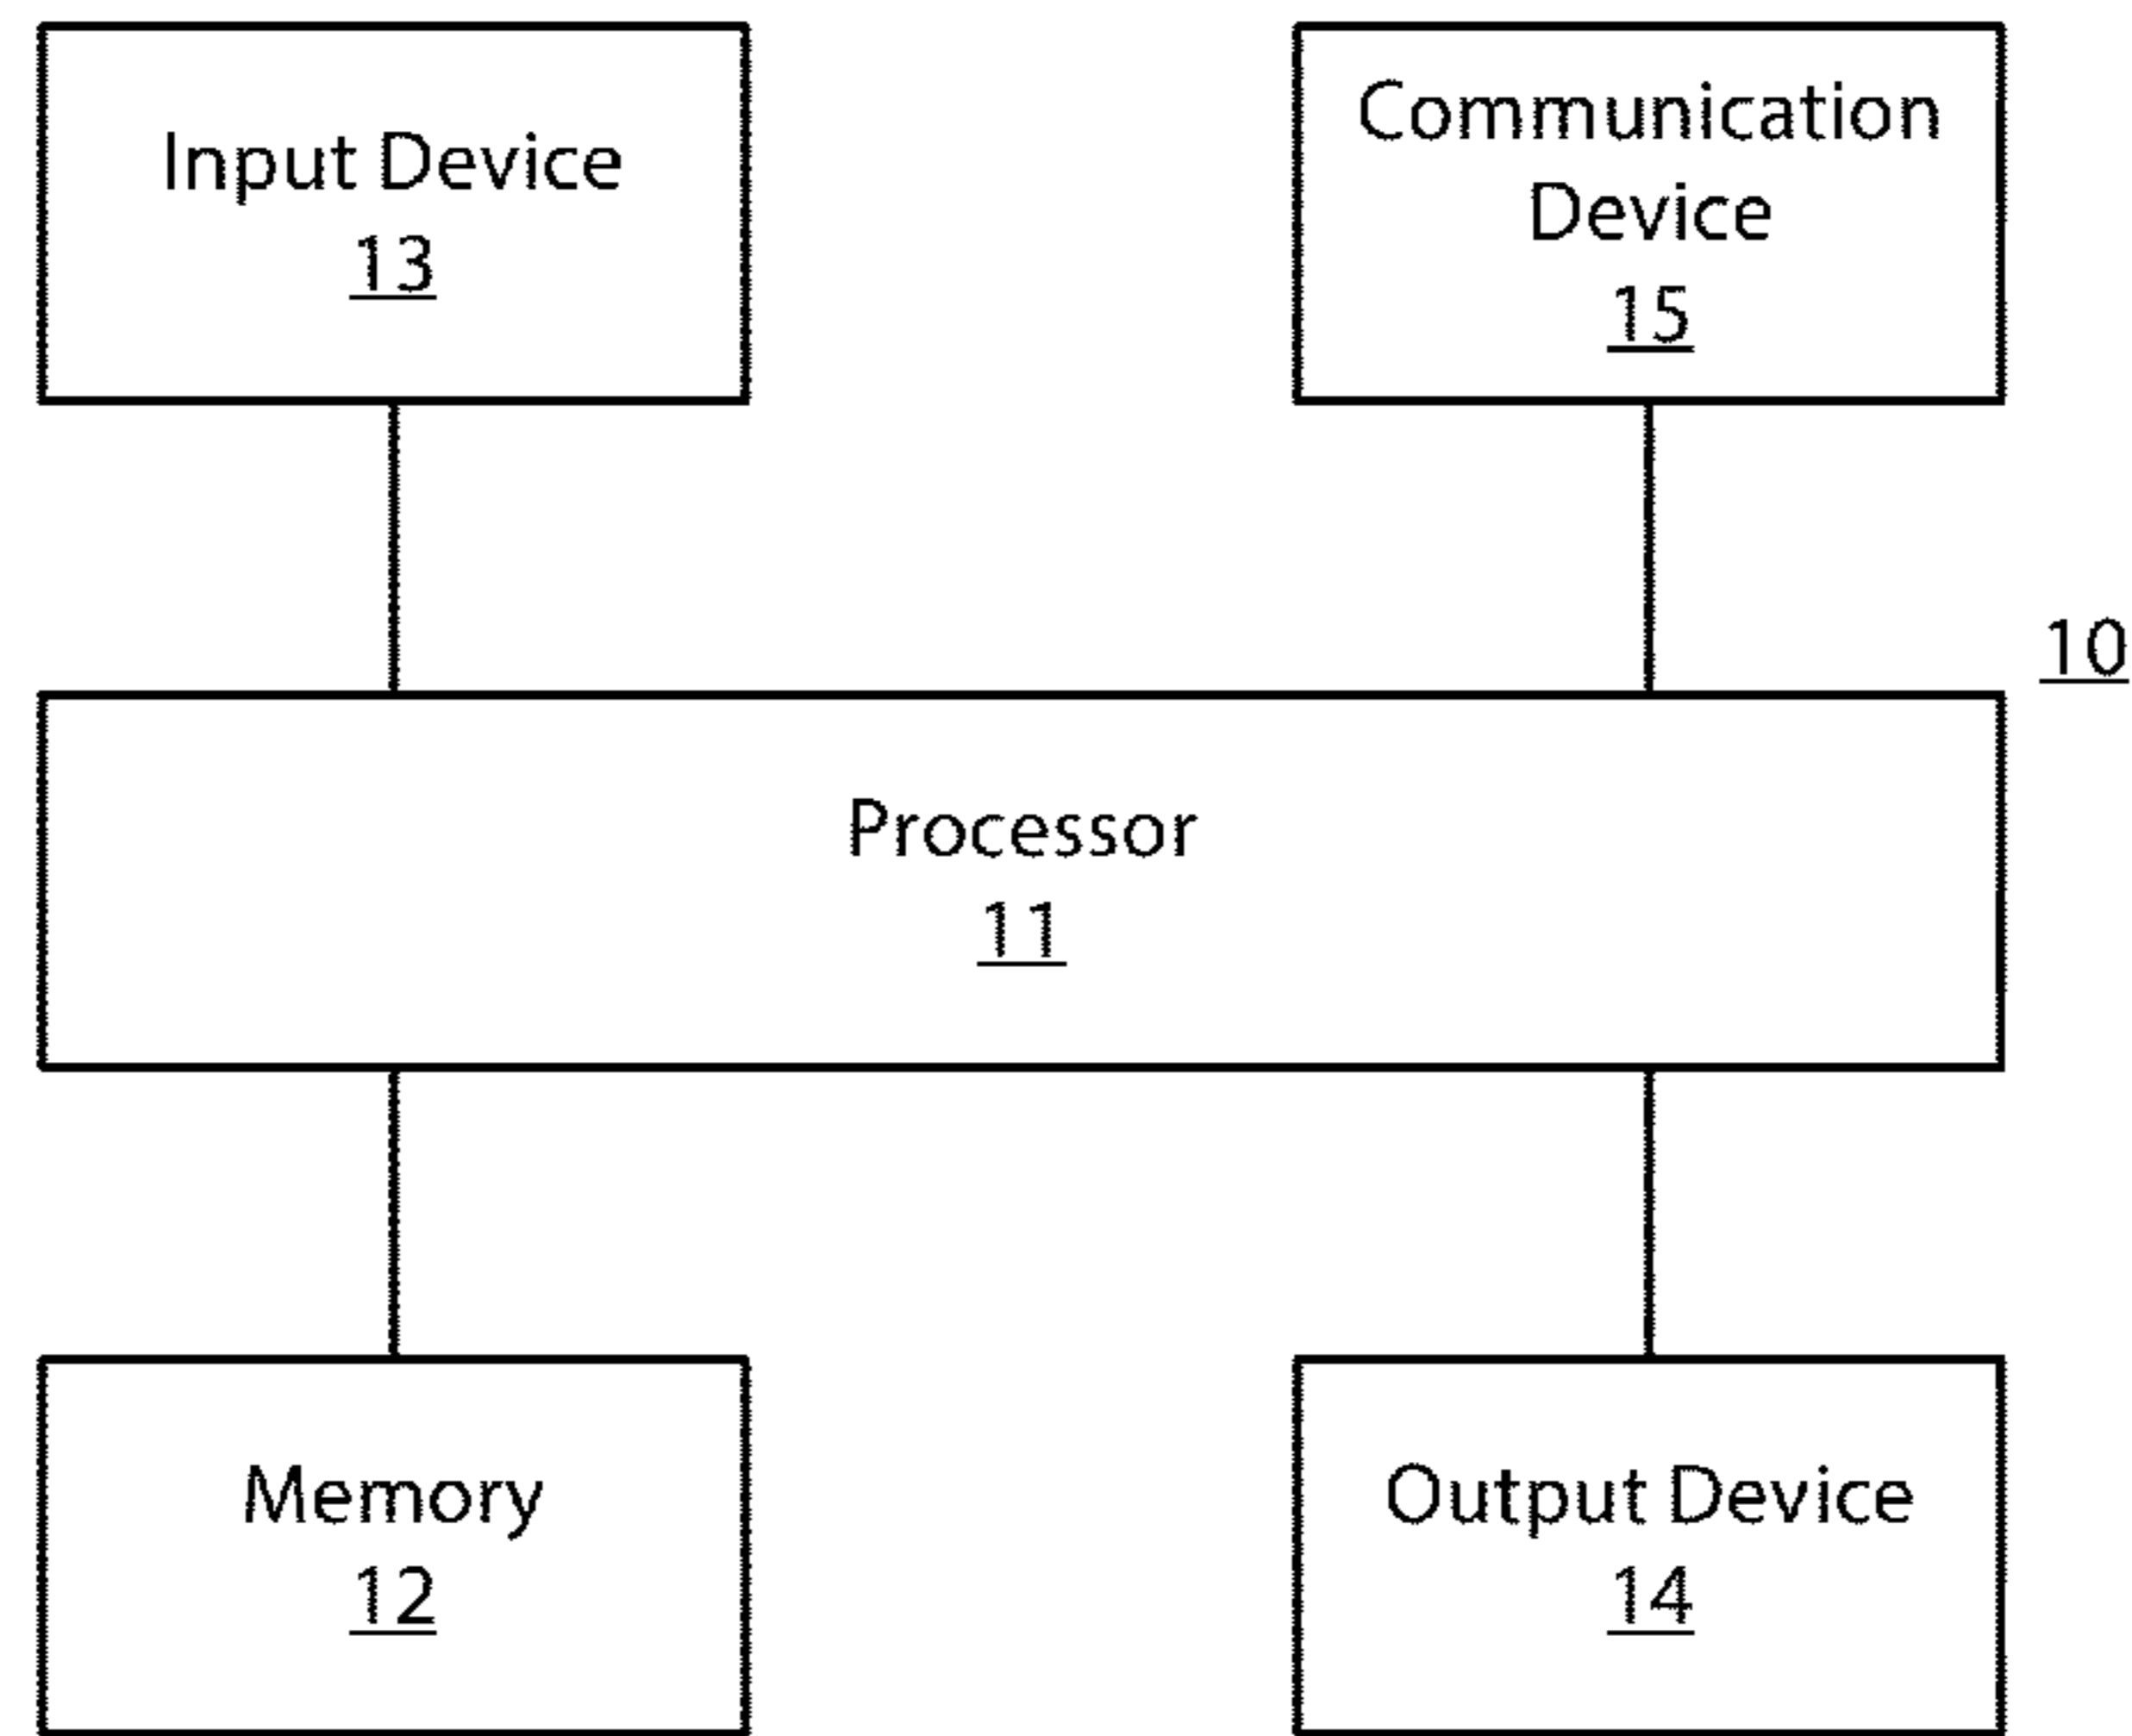 Input Device
13
Communication
Device
15
10
Processor
11
Memory
12
Output Device
14